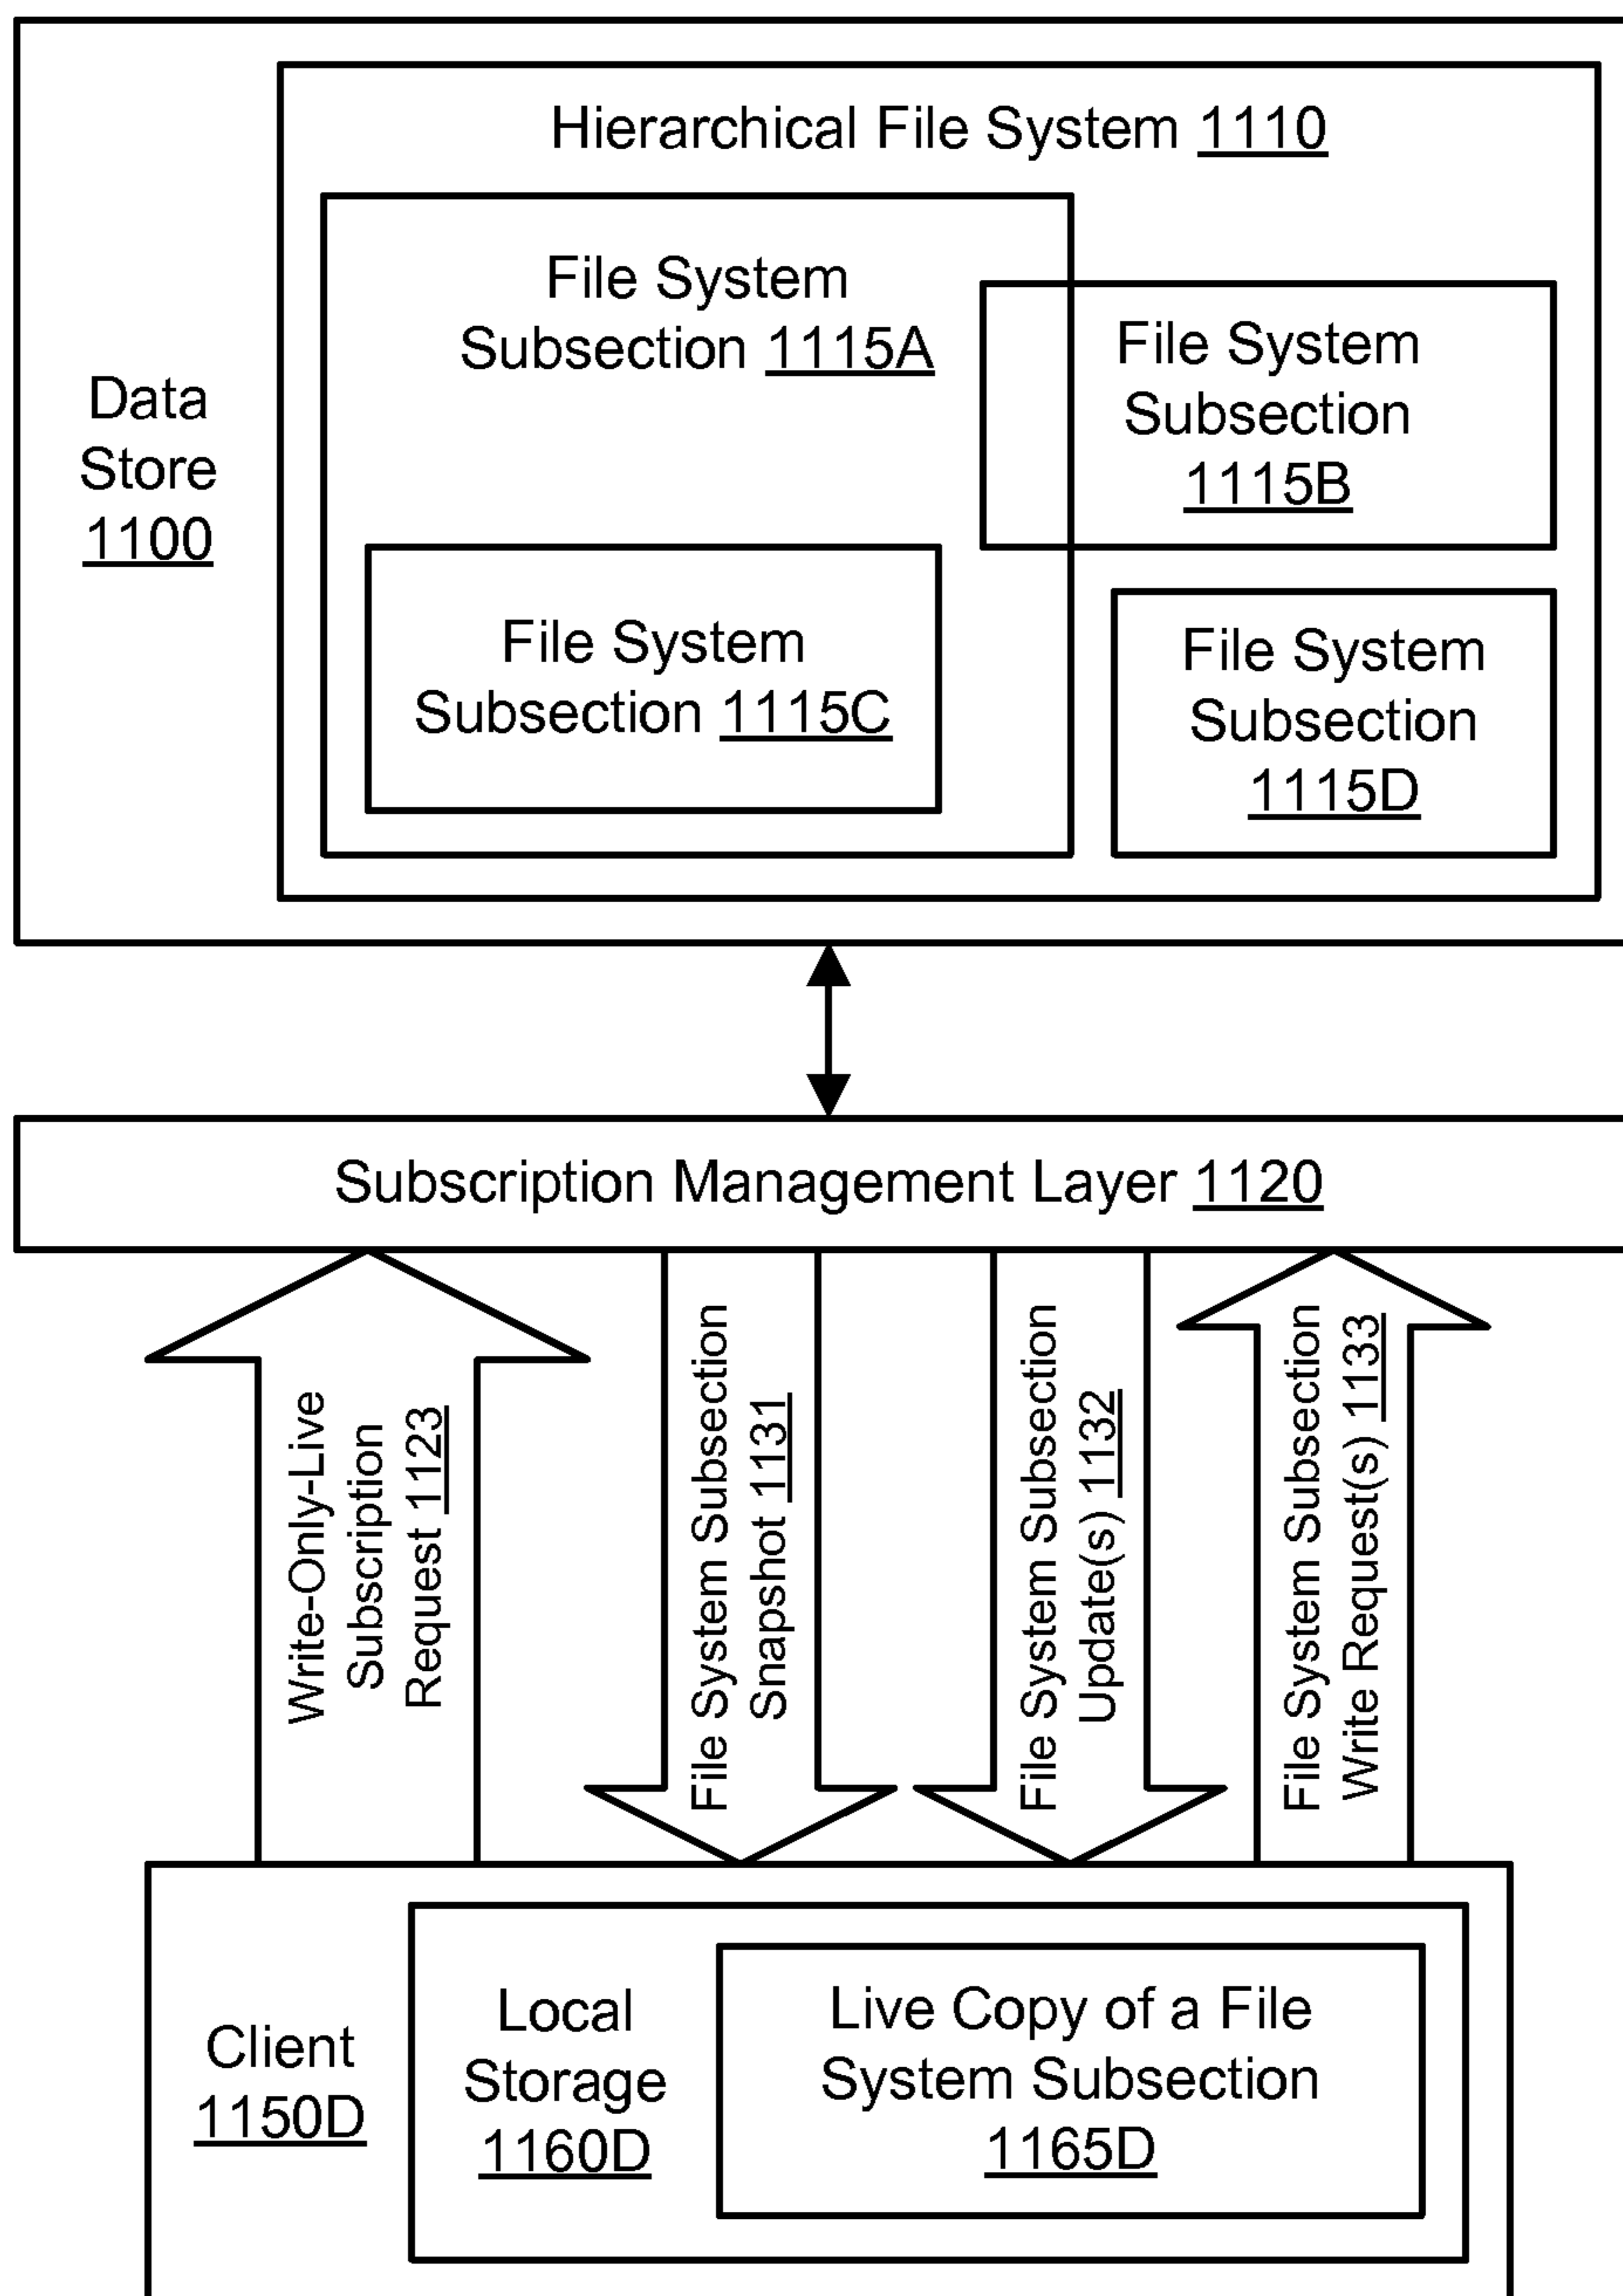 Hierarchical File System 1110
File System
Subsection 1115A
File System
Subsection
1115B
Data
Store
1100
File System
Subsection 1115C
File System
Subsection
1115D
Subscription Management Layer 1120
Write-Only-Live
Subscription
Request 1123
File System Subsection
Snapshot 1131
File System Subsection
Update(s) 1132
File System Subsection
Write Request(s) 1133
Client
1150D
Local
Storage
1160D
Live Copy of a File
System Subsection
1165D